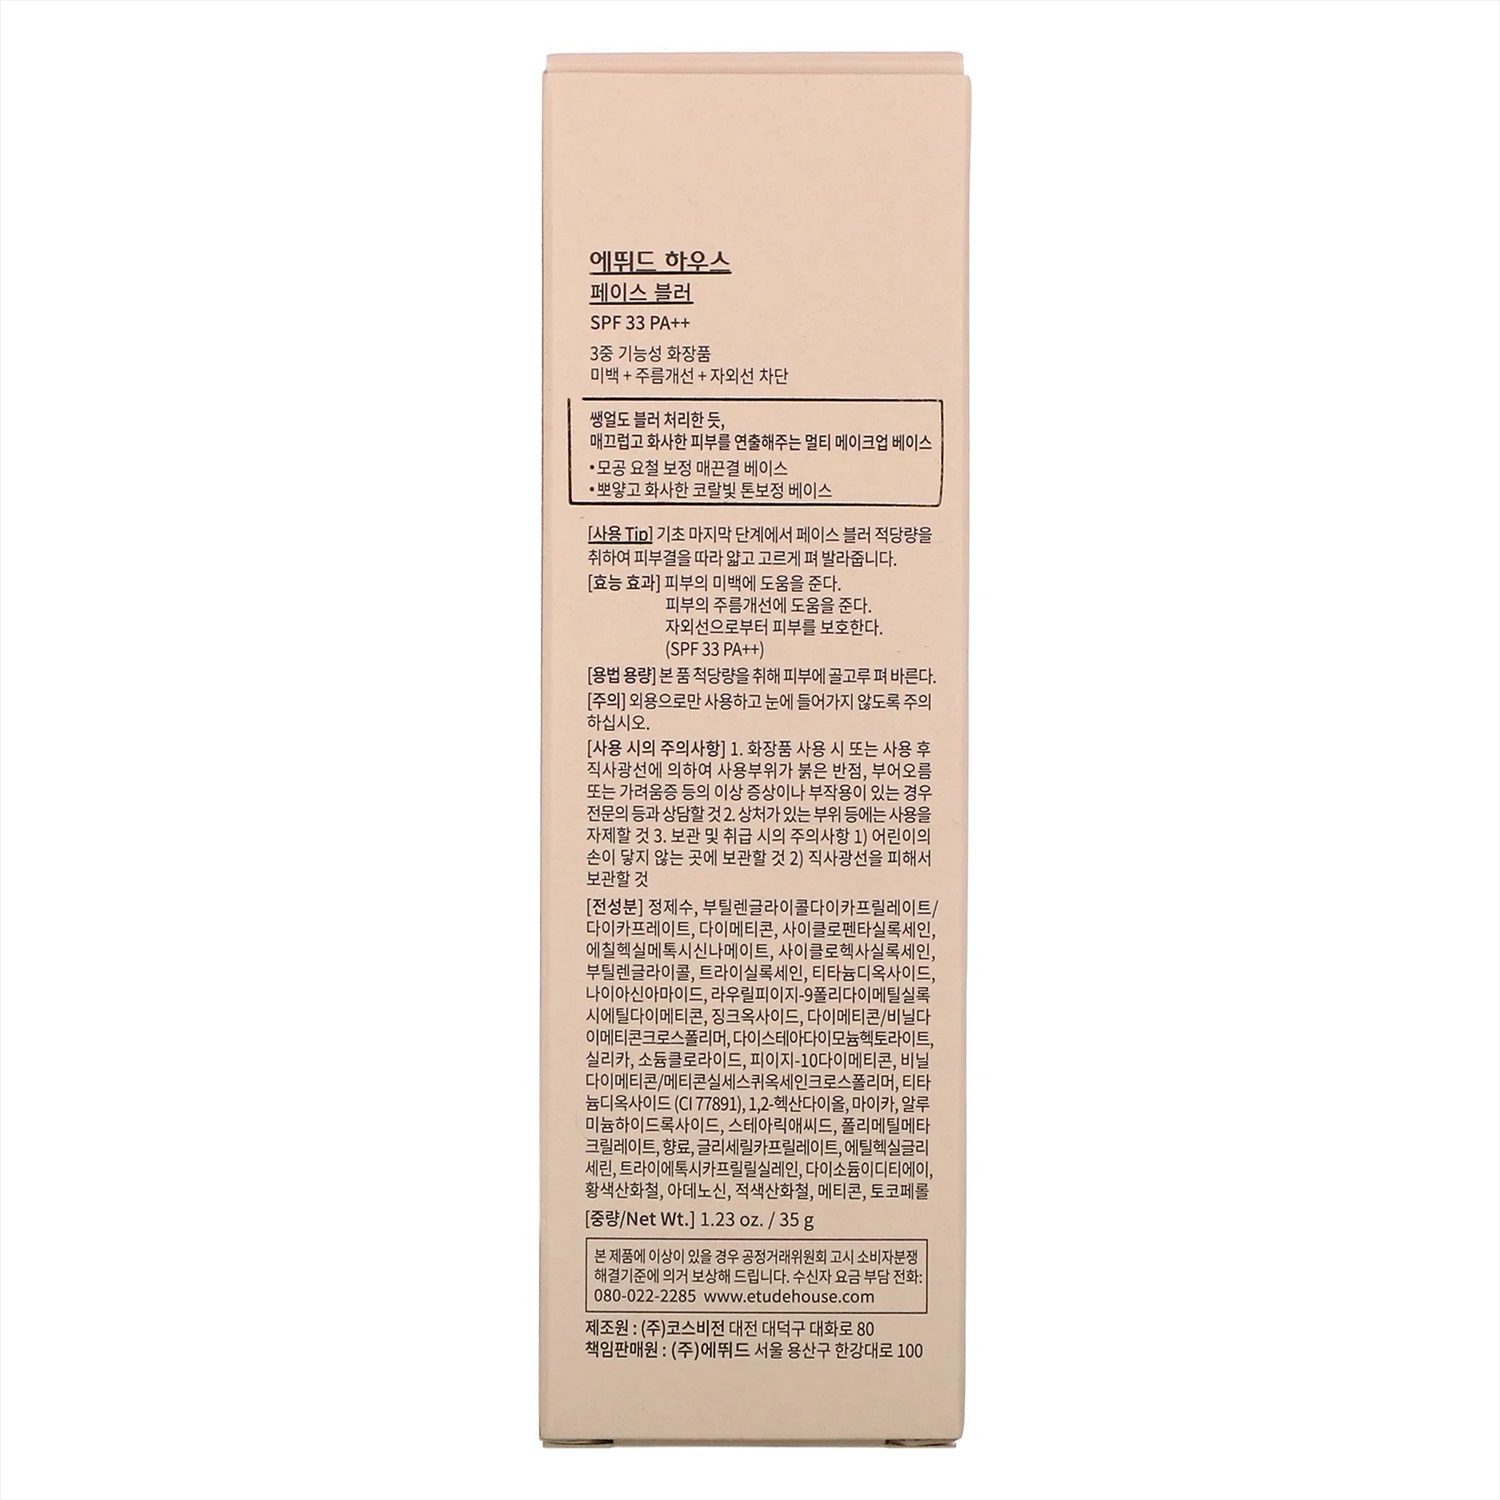 에뛰드 하우스
페이스 블러
SPF 33 PA++
3중 기능성 화장품
미백 + 주름개선 + 자외선 차단
쌩얼도 블러 처리한 듯,
매끄럽고 화사한 피부를 연출해주는 멀티 메이크업 베이스
•모공 요철 보정 매끈결 베이스
•뽀얗고 화사한 코랄빛 톤보정 베이스
[사용 Tip] 기초 마지막 단계에서 페이스 블러 적당량을
취하여 피부결을 따라 얇고 고르게 펴 발라줍니다.
[효능 효과] 피부의 미백에 도움을 준다.
피부의 주름개선에 도움을 준다.
자외선으로부터 피부를 보호한다.
(SPF 33 PA++)
[용법 용량] 본 품 적당량을 취해 피부에 골고루 펴 바른다.
[주의] 외용으로만 사용하고 눈에 들어가지 않도록 주의
하십시오.
[사용 시의 주의사항] 1. 화장품 사용 시 또는 사용 후
직사광선에 의하여 사용부위가 붉은 반점, 부어오름
또는 가려움증 등의 이상 증상이나 부작용이 있는 경우
전문의 등과 상담할 것 2. 상처가 있는 부위 등에는 사용을
자제할 것 3. 보관 및 취급 시의 주의사항 1) 어린이의
손이 닿지 않는 곳에 보관할 것 2) 직사광선을 피해서
보관할 것
[전성분] 정제수, 부틸렌글라이콜다이카프릴레이트/
다이카프레이트, 다이메티콘, 사이클로펜타실록세인,
에칠헥실메톡시신나메이트, 사이클로헥사실록세인,
부틸렌글라이콜, 트라이실록세인, 티타늄디옥사이드,
나이아신아마이드, 라우릴피이지-9폴리다이메틸실록
시에틸다이메티콘, 징크옥사이드, 다이메티콘/비닐다
이메티콘크로스폴리머, 다이스테아다이모늄헥토라이트,
실리카, 소듐클로라이드, 피이지-10다이메티콘, 비닐
다이메티콘/메티콘실세스퀴옥세인크로스폴리머, 티타
늄디옥사이드 (CI 77891), 1,2-헥산다이올, 마이카, 알루
미늄하이드록사이드, 스테아릭애씨드, 폴리메틸메타
크릴레이트, 향료, 글리세릴카프릴레이트, 에틸헥실글리
세린, 트라이에톡시카프릴릴실레인, 다이소듐이디티에이,
황색산화철, 아데노신, 적색산화철, 메티콘, 토코페롤
[중량/Net Wt.] 1.23 oz. / 35 g
본 제품에 이상이 있을 경우 공정거래위원회 고시 소비자분쟁
해결기준에 의거 보상해 드립니다. 수신자 요금 부담 전화:
080-022-2285 www.etudehouse.com
제조원 : (주)코스비전 대전 대덕구 대화로 80
책임판매원 : (주)에뛰드 서울 용산구 한강대로 100